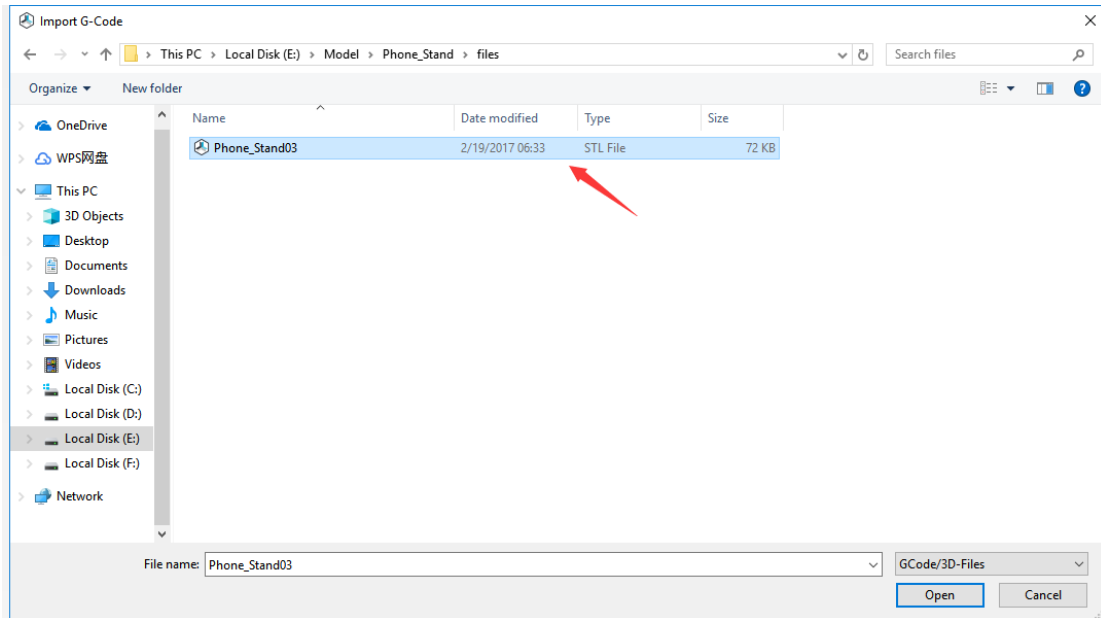 Import G-Code
This PC > Local Disk (E:) > Model > Phone_Stand > files
Search files
Organize
New folder
Name
Date modified
Type
Size
Phone_Stand03
2/19/2017 06:33
STL File
72 KB
OneDrive
WPS网盘
This PC
3D Objects
Desktop
Documents
Downloads
Music
Pictures
Videos
Local Disk (C:)
Local Disk (D:)
Local Disk (E:)
Local Disk (F:)
Network
File name: Phone_Stand03
GCode/3D-Files
Open
Cancel